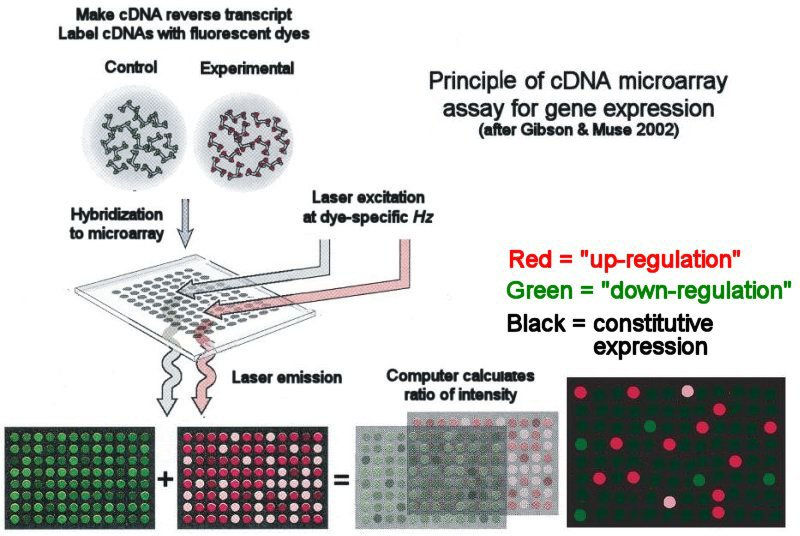 Make cDNA reverse transcript
Label cDNAs with fluorescent dyes
Control
Experimental
Principle of cDNA microarray
assay for gene expression
(after Gibson & Muse 2002)
Hybridization
to microarray
Laser excitation
at dye-specific Hz
Red = "up-regulation"
Green = "down-regulation"
Black = constitutive
expression
Laser emission
Computer calculates
ratio of intensity
+
=